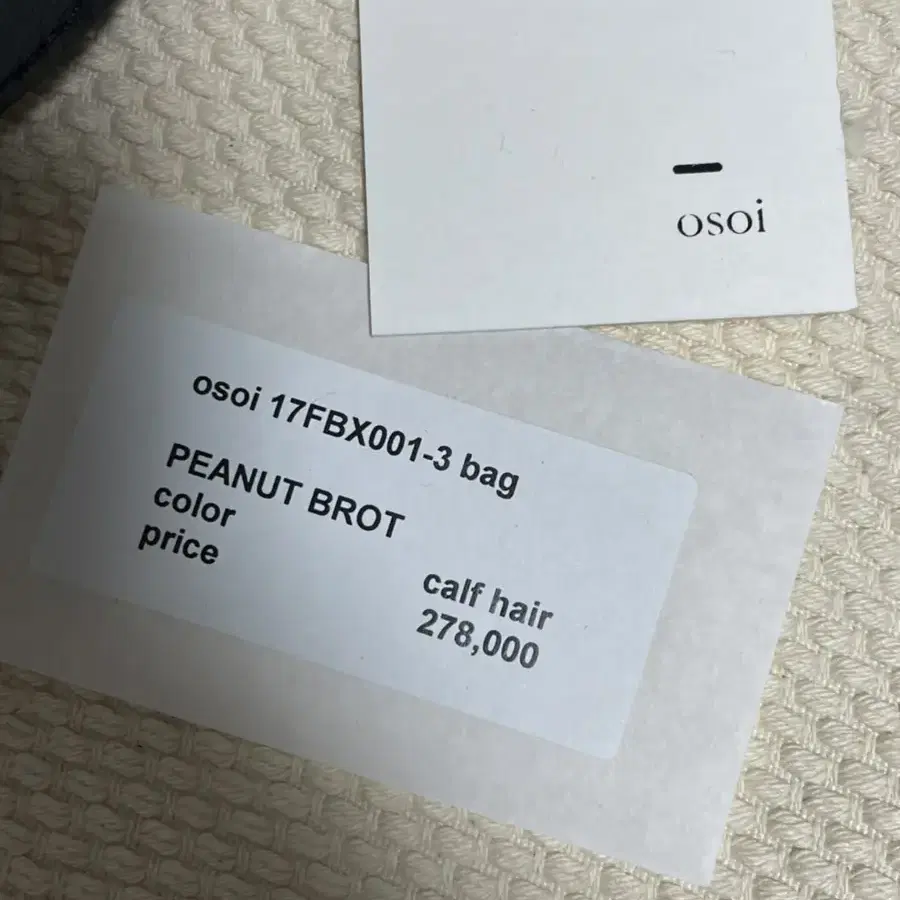 osoi
osoi 17FBX001-3 bag
PEANUT BROT
color
price
calf hair
278,000